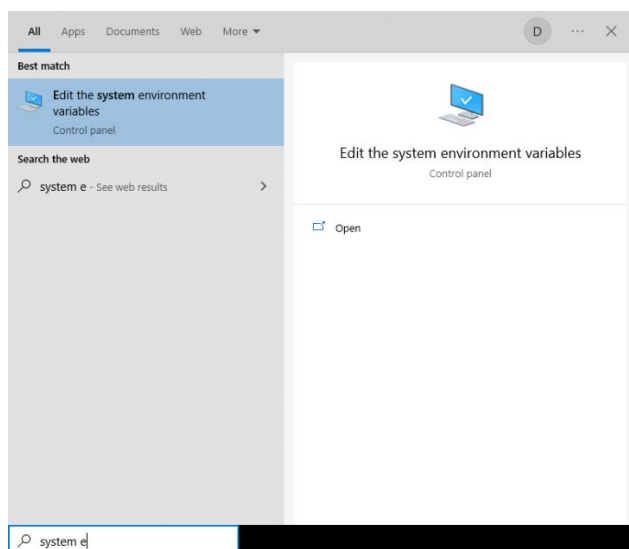 All Apps Documents Web More
D ...
Best match
Edit the system environment
variables
Control panel
Search the web
system e - See web results
Edit the system environment variables
Control panel
Open
system e